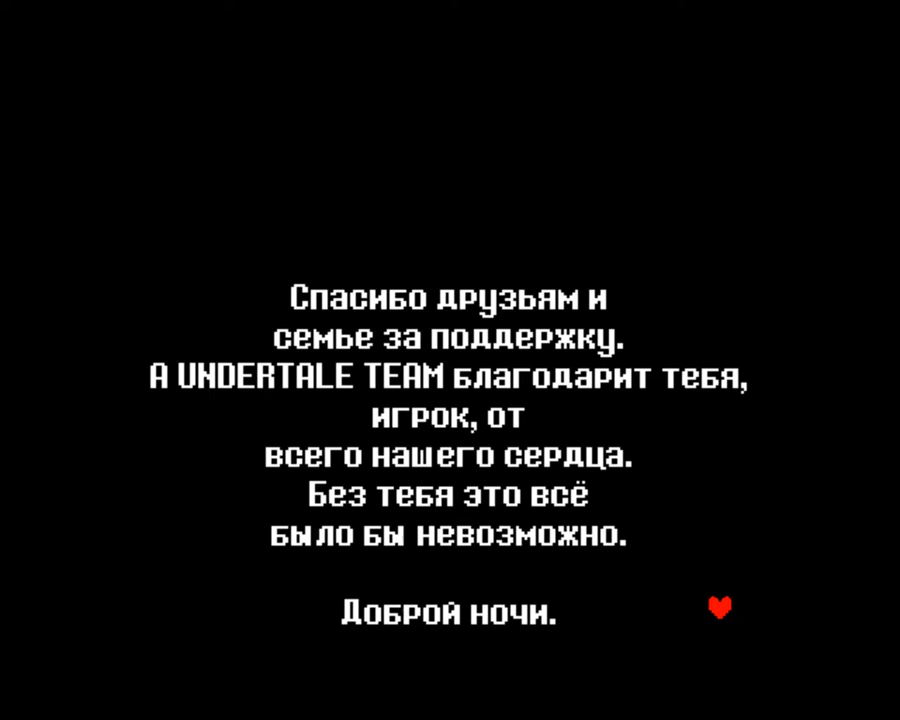 Спасибо друзьям и
семье за поддержку.
А UNDERTALE TEAM благодарит тебя,
игрок, от
всего нашего сердца.
Без тебя это всё
было бы невозможно.
Доброй ночи.